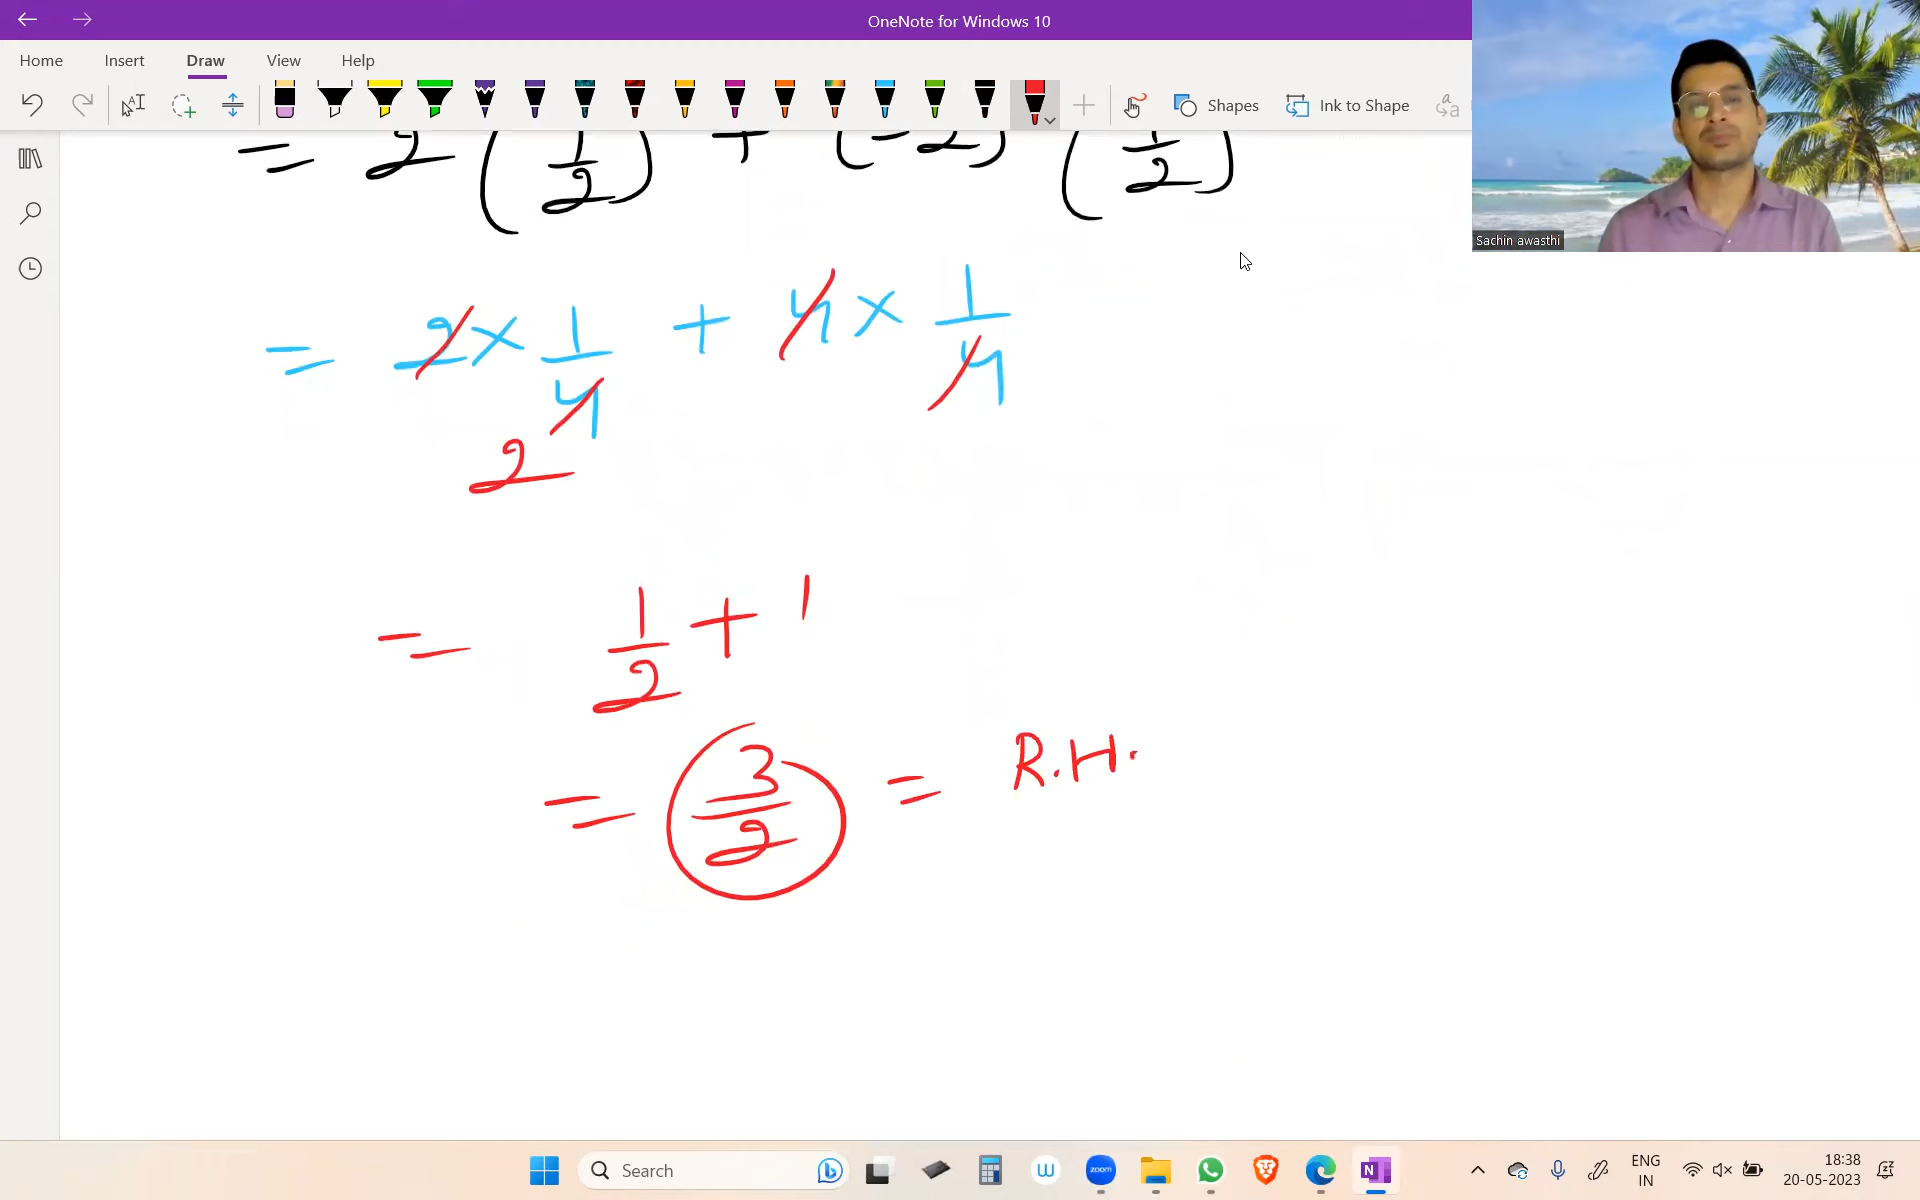 OneNote for Windows 10
Home Insert Draw View Help
Shapes Ink to Shape
Sachin awasthi
= 2 (1/2) + (-2) (1/2)
= 2 × 1/4 + 4 × 1/4
2
= 1/2 + 1
= 3/2 = R.H.
Search
zoom
ENG
IN
18:38
20-05-2023